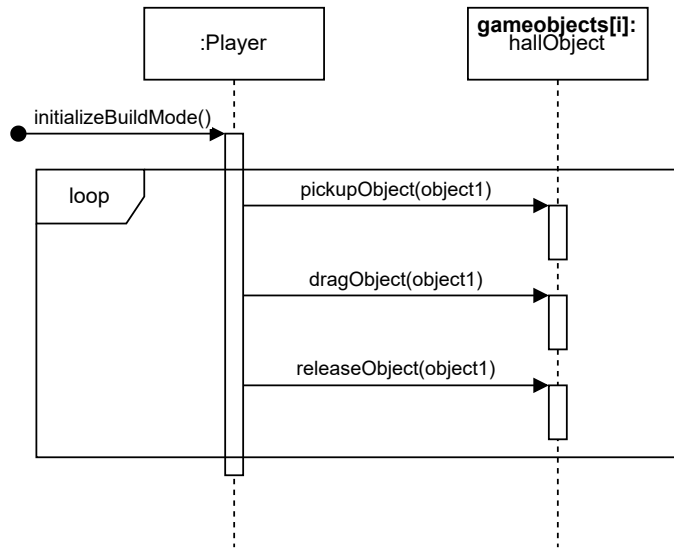 :Player
gameobjects[i]:
hallObject
initializeBuildMode()
loop
pickupObject(object1)
dragObject(object1)
releaseObject(object1)